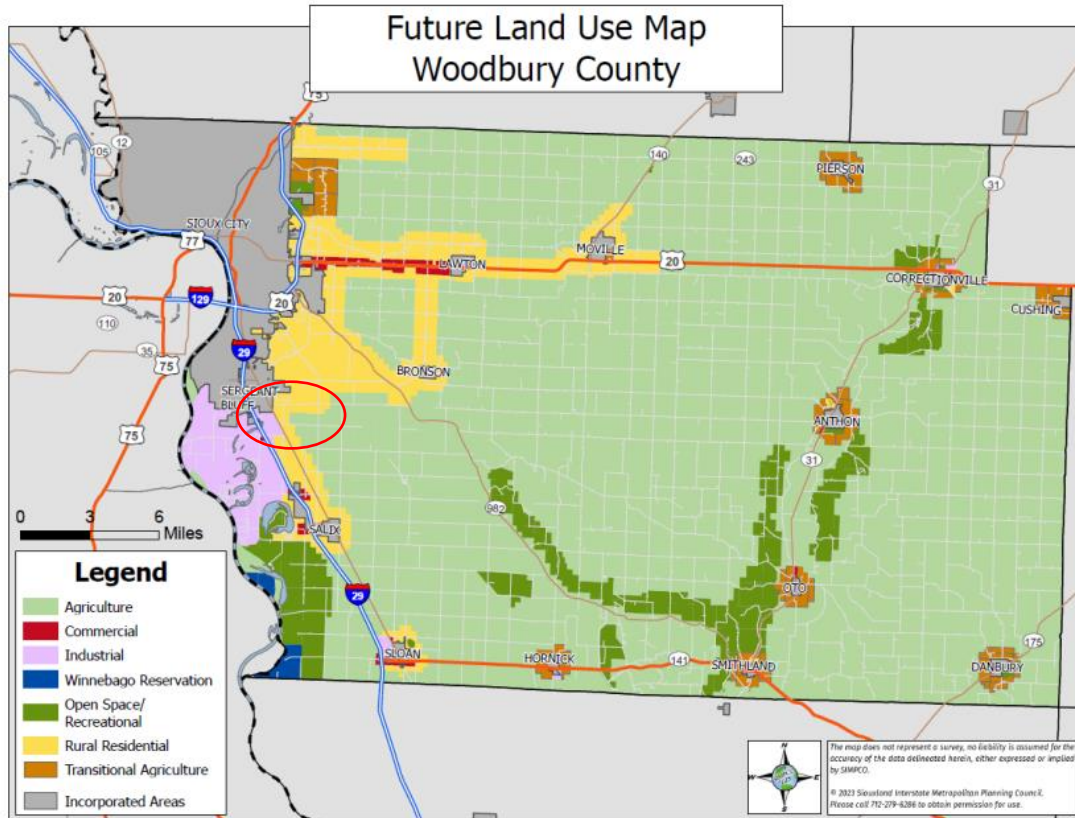 Future Land Use Map
Woodbury County
75
12
105
140
243
PIERSON
31
SIOUX CITY
77
MOVILLE
20
LAWTON
CORRECTIONVILLE
20
129
20
CUSHING
110
29
35
75
BRONSON
SERGEANT
BLUFF
75
ANTHON
31
0 3 6
Miles
982
SALIX
Legend
Agriculture
Commercial
Industrial
Winnebago Reservation
Open Space/
Recreational
Rural Residential
Transitional Agriculture
Incorporated Areas
29
OTO
SLOAN
HORNICK
141
SMITHLAND
175
DANBURY
N
W
E
S
The map does not represent a survey, no liability is assumed for the
accuracy of the data delineated herein, either expressed or implied
by SIMPCO.
© 2023 Siouxland Interstate Metropolitan Planning Council.
Please call 712-279-6286 to obtain permission for use.